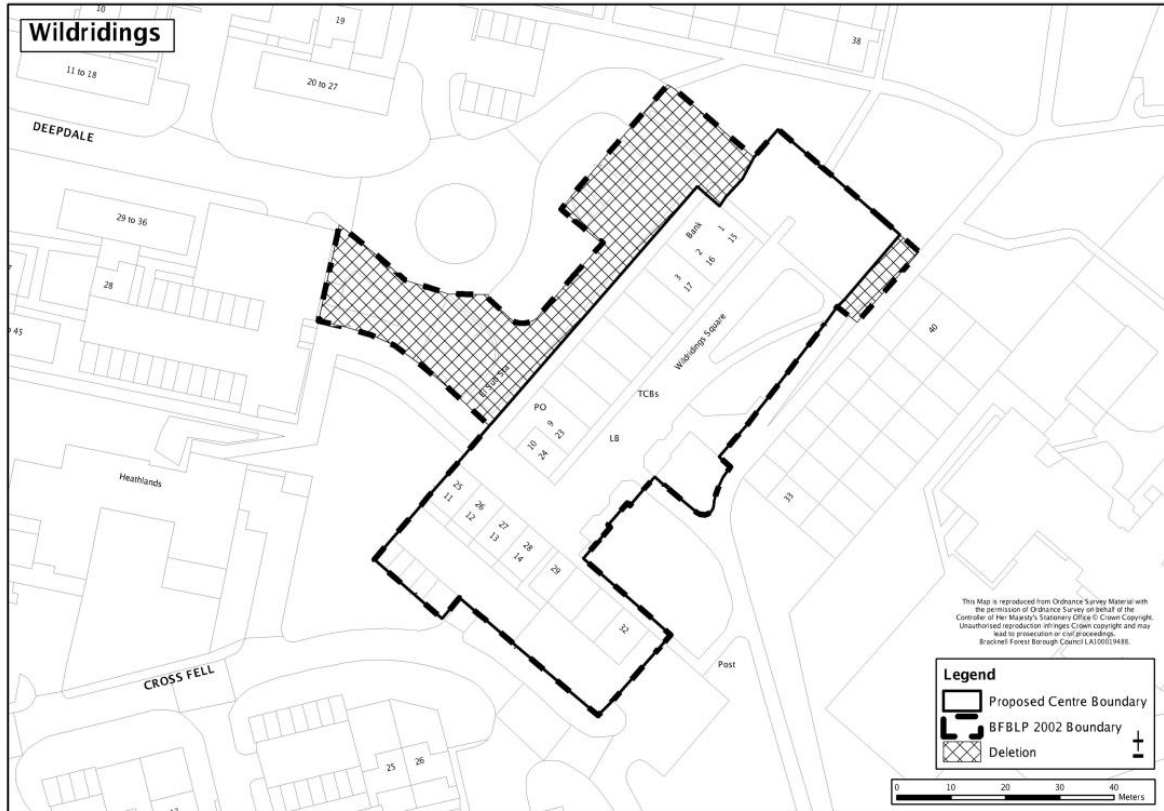 Wildridings
10
19
38
11 to 18
20 to 27
DEEPDALE
29 to 36
28
45
Bank
1
15
2
16
3
17
Wildridings Square
40
El Sub Sta
TCBs
PO
9
23
10
24
LB
33
Heathlands
25
11
26
12
27
13
28
14
29
32
Post
CROSS FELL
25
26
This Map is reproduced from Ordnance Survey Material with
the permission of Ordnance Survey on behalf of the
Controller of Her Majesty's Stationery Office © Crown Copyright.
Unauthorised reproduction infringes Crown copyright and may
lead to prosecution or civil proceedings.
Bracknell Forest Borough Council LA100019488.
Legend
Proposed Centre Boundary
BFBLP 2002 Boundary
Deletion
0 10 20 30 40
Meters